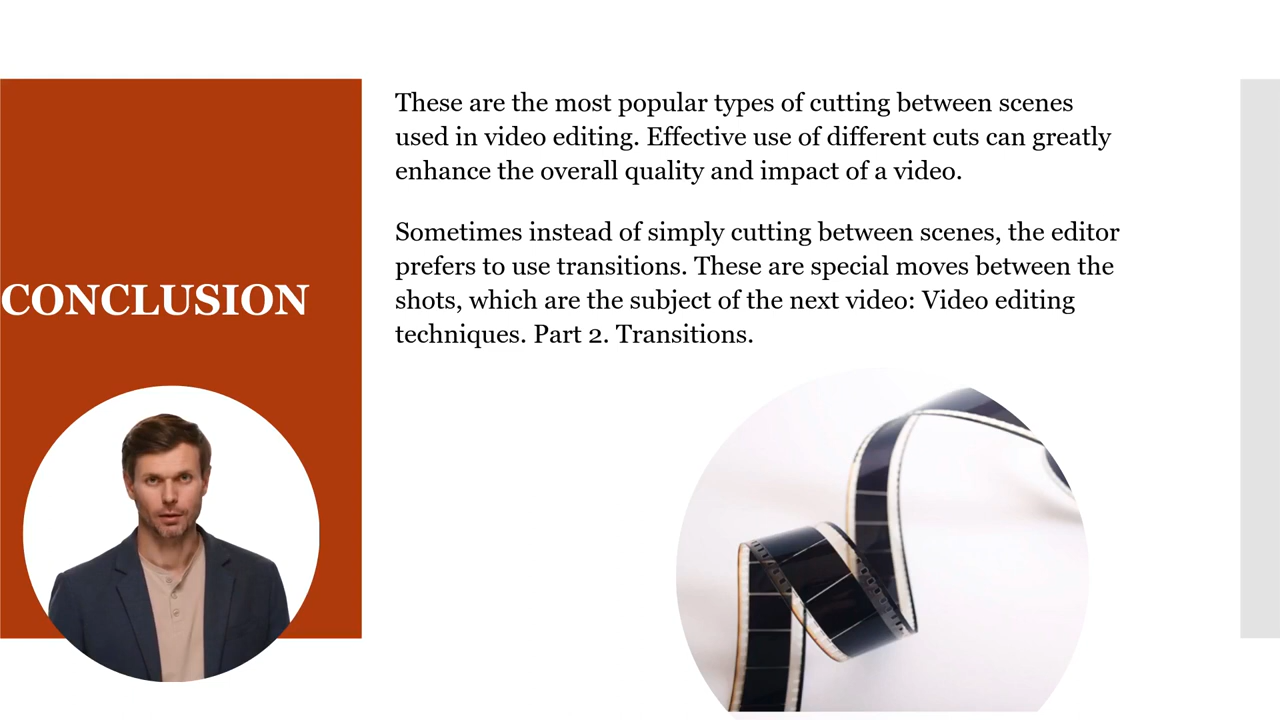 These are the most popular types of cutting between scenes
used in video editing. Effective use of different cuts can greatly
enhance the overall quality and impact of a video.
Sometimes instead of simply cutting between scenes, the editor
prefers to use transitions. These are special moves between the
shots, which are the subject of the next video: Video editing
techniques. Part 2. Transitions.
CONCLUSION